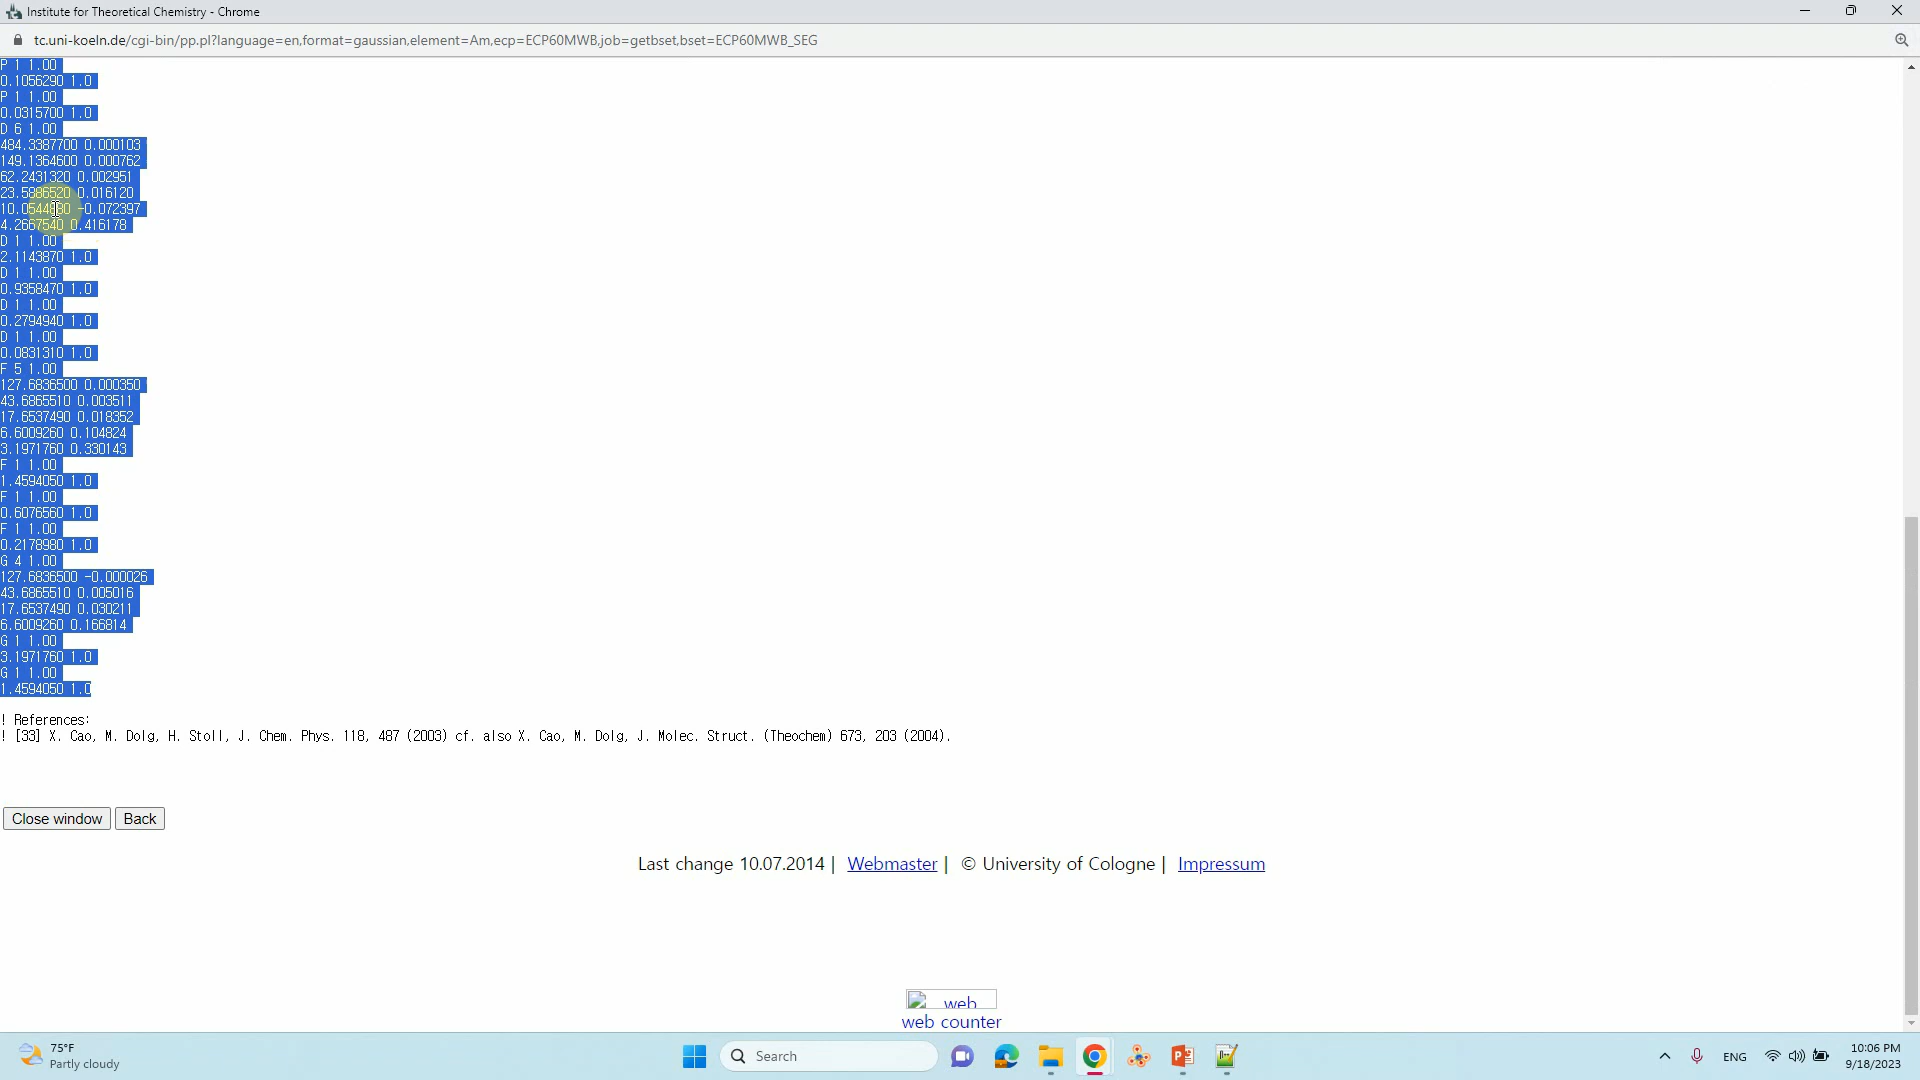 Institute for Theoretical Chemistry - Chrome
tc.uni-koeln.de/cgi-bin/pp.pl?language=en,format=gaussian,element=Am,ecp=ECP60MWB,job=getbset,bset=ECP60MWB_SEG
P 1 1.00
0.1056290 1.0
P 1 1.00
0.0315700 1.0
D 6 1.00
484.3387700 0.000103
149.1364600 0.000762
62.2431320 0.002951
23.5886520 0.016120
10.0544880 -0.072397
4.2667540 0.416178
D 1 1.00
2.1143870 1.0
D 1 1.00
0.9358470 1.0
D 1 1.00
0.2794940 1.0
D 1 1.00
0.0831310 1.0
F 5 1.00
127.6836500 0.000350
43.6865510 0.003511
17.6537490 0.018352
6.6009260 0.104824
3.1971760 0.330143
F 1 1.00
1.4594050 1.0
F 1 1.00
0.6076560 1.0
F 1 1.00
0.2178980 1.0
G 4 1.00
127.6836500 -0.000026
43.6865510 0.005016
17.6537490 0.030211
6.6009260 0.166814
G 1 1.00
3.1971760 1.0
G 1 1.00
1.4594050 1.0
! References:
! [33] X. Cao, M. Dolg, H. Stoll, J. Chem. Phys. 118, 487 (2003) cf. also X. Cao, M. Dolg, J. Molec. Struct. (Theochem) 673, 203 (2004).
Close window Back
Last change 10.07.2014 | Webmaster | © University of Cologne | Impressum
web
web counter
75°F
Partly cloudy
Search
ENG
10:06 PM
9/18/2023